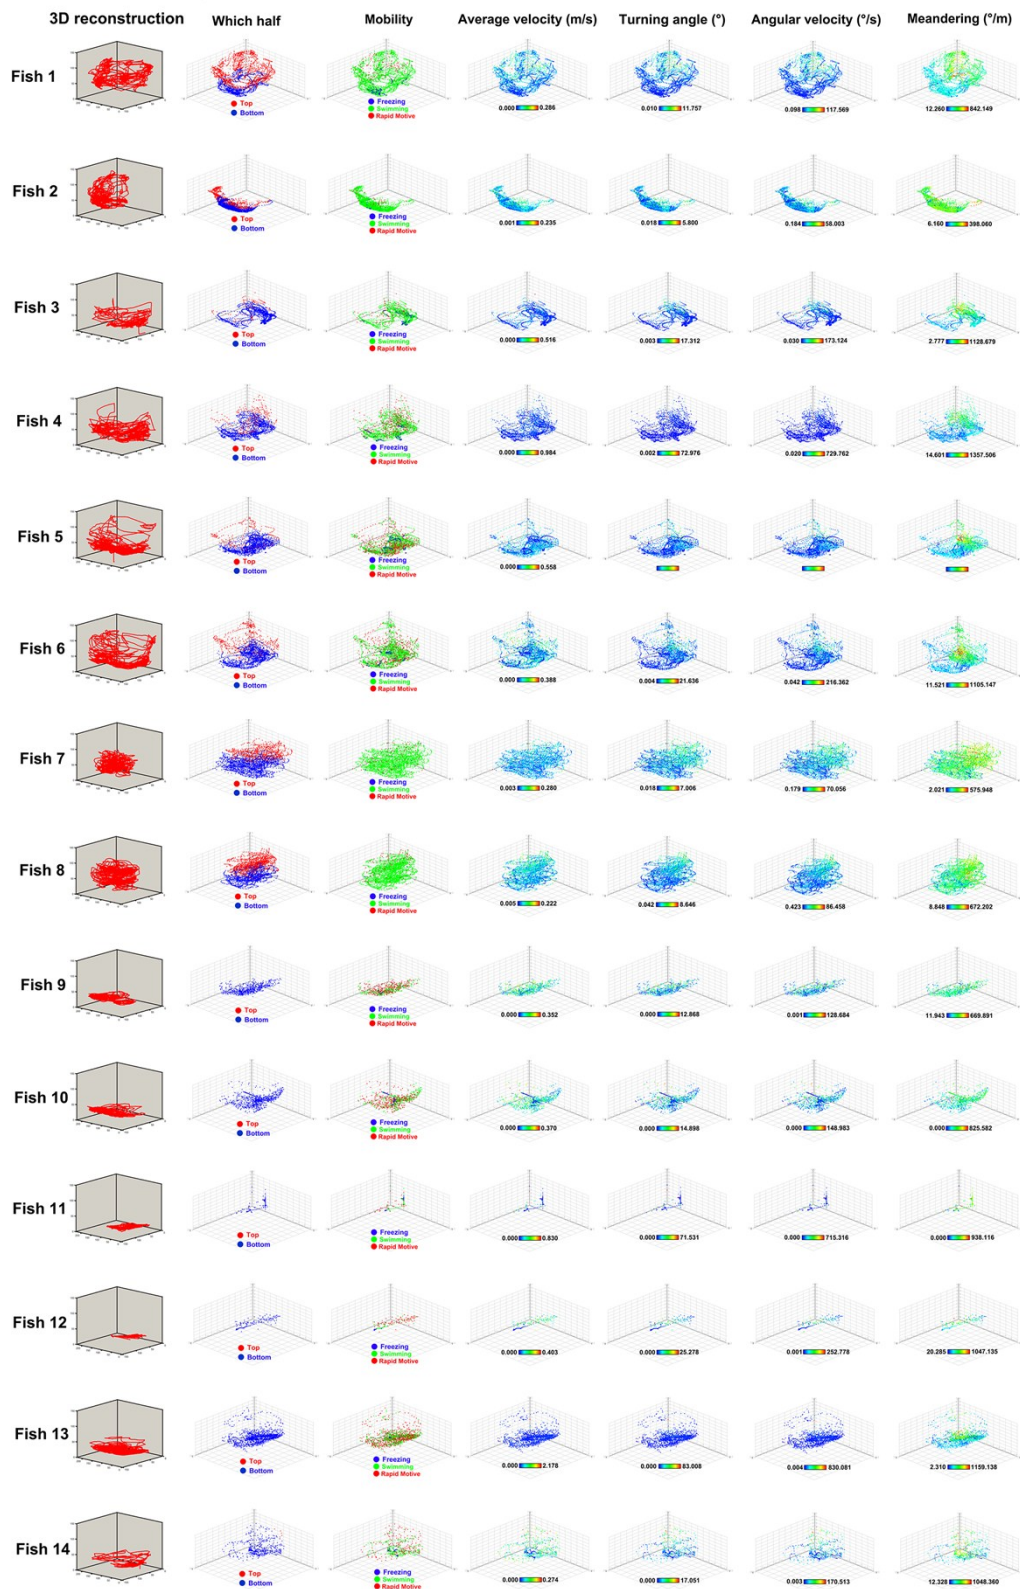 3D reconstruction Which half Mobility Average velocity (m/s) Turning angle (°) Angular velocity (°/s) Meandering (°/m)
Fish 1
Top
Bottom
Freezing
Swimming
Rapid Motive
0.000 0.286
0.010 11.757
0.098 117.569
12.260 842.149
Fish 2
Top
Bottom
Freezing
Swimming
Rapid Motive
0.001 0.235
0.018 5.800
0.184 58.003
6.160 398.060
Fish 3
Top
Bottom
Freezing
Swimming
Rapid Motive
0.000 0.516
0.003 17.312
0.030 173.124
2.777 1128.679
Fish 4
Top
Bottom
Freezing
Swimming
Rapid Motive
0.000 0.984
0.002 72.976
0.020 729.762
14.601 1357.506
Fish 5
Top
Bottom
Freezing
Swimming
Rapid Motive
0.000 0.558
Fish 6
Top
Bottom
Freezing
Swimming
Rapid Motive
0.000 0.388
0.004 21.636
0.042 216.362
11.521 1105.147
Fish 7
Top
Bottom
Freezing
Swimming
Rapid Motive
0.003 0.280
0.018 7.006
0.179 70.056
2.021 575.948
Fish 8
Top
Bottom
Freezing
Swimming
Rapid Motive
0.005 0.222
0.042 8.646
0.423 86.458
8.848 672.202
Fish 9
Top
Bottom
Freezing
Swimming
Rapid Motive
0.000 0.352
0.000 12.868
0.001 128.684
11.943 669.891
Fish 10
Top
Bottom
Freezing
Swimming
Rapid Motive
0.000 0.370
0.000 14.898
0.000 148.983
0.000 825.582
Fish 11
Top
Bottom
Freezing
Swimming
Rapid Motive
0.000 0.830
0.000 71.531
0.000 715.316
0.000 938.116
Fish 12
Top
Bottom
Freezing
Swimming
Rapid Motive
0.000 0.403
0.000 25.278
0.001 252.778
20.285 1047.135
Fish 13
Top
Bottom
Freezing
Swimming
Rapid Motive
0.000 2.178
0.000 83.008
0.004 830.081
2.310 1159.138
Fish 14
Top
Bottom
Freezing
Swimming
Rapid Motive
0.000 0.274
0.000 17.051
0.003 170.513
12.328 1048.360